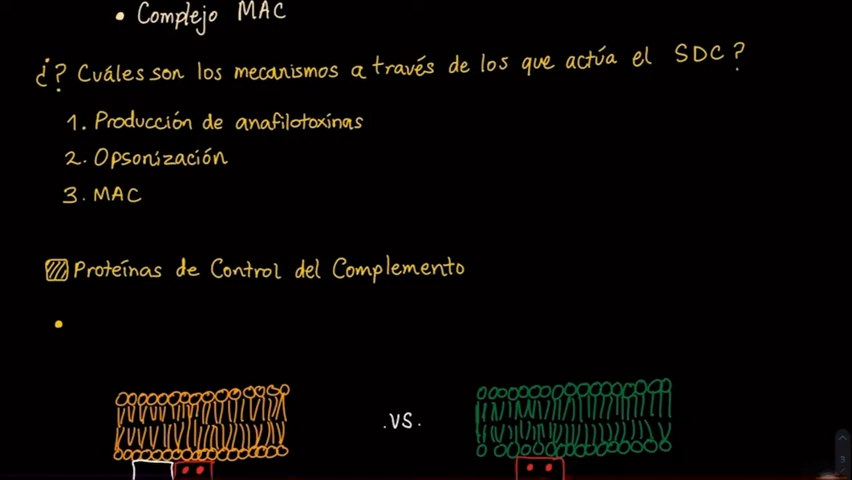 • Complejo MAC
¿? Cuáles son los mecanismos a través de los que actúa el SDC?
1. Producción de anafilotoxinas
2. Opsonización
3. MAC
Proteínas de Control del Complemento
.vs.
3